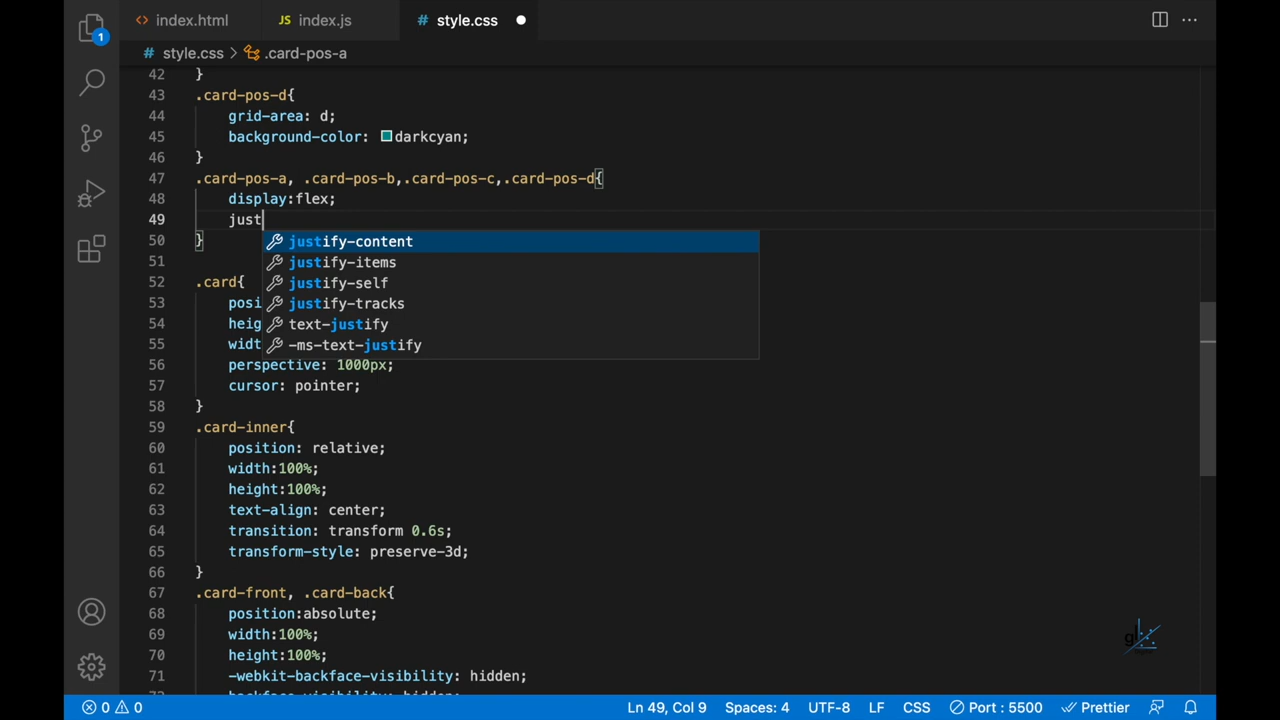 1
<> index.html
JS index.js
# style.css
# style.css > .card-pos-a
42 }
43 .card-pos-d{
44 grid-area: d;
45 background-color: darkcyan;
46 }
47 .card-pos-a, .card-pos-b,.card-pos-c,.card-pos-d{
48 display:flex;
49 just
50 }
justify-content
51
justify-items
52 .card{
justify-self
53 posi
justify-tracks
54 heig
text-justify
55 widt
-ms-text-justify
56 perspective: 1000px;
57 cursor: pointer;
58 }
59 .card-inner{
60 position: relative;
61 width:100%;
62 height:100%;
63 text-align: center;
64 transition: transform 0.6s;
65 transform-style: preserve-3d;
66 }
67 .card-front, .card-back{
68 position:absolute;
69 width:100%;
70 height:100%;
71 -webkit-backface-visibility: hidden;
0 0 Ln 49, Col 9 Spaces: 4 UTF-8 LF CSS Port : 5500 Prettier